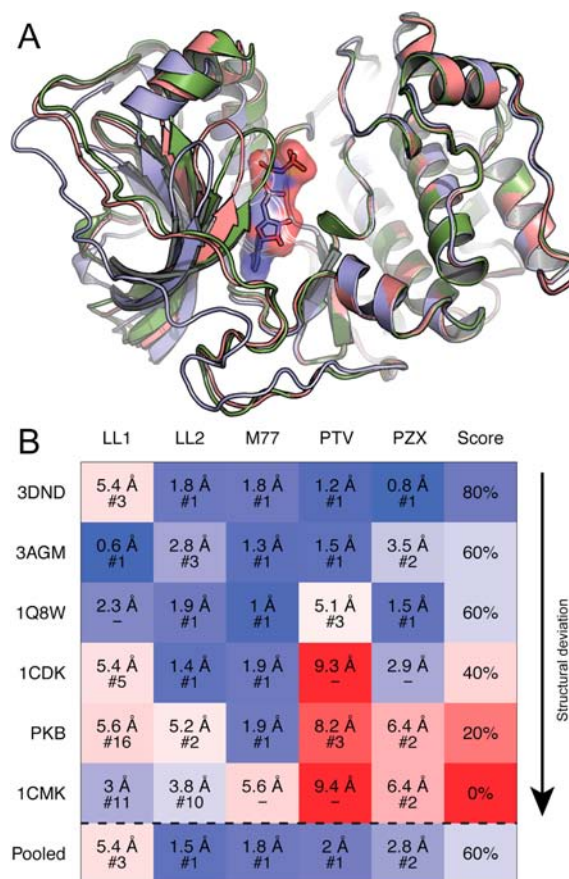 A
B
LL1 LL2 M77 PTV PZX Score
3DND 5.4 Å #3 1.8 Å #1 1.8 Å #1 1.2 Å #1 0.8 Å #1 80%
3AGM 0.6 Å #1 2.8 Å #3 1.3 Å #1 1.5 Å #1 3.5 Å #2 60%
1Q8W 2.3 Å – 1.9 Å #1 1 Å #1 5.1 Å #3 1.5 Å #1 60%
1CDK 5.4 Å #5 1.4 Å #1 1.9 Å #1 9.3 Å – 2.9 Å – 40%
PKB 5.6 Å #16 5.2 Å #2 1.9 Å #1 8.2 Å #3 6.4 Å #2 20%
1CMK 3 Å #11 3.8 Å #10 5.6 Å – 9.4 Å – 6.4 Å #2 0%
Pooled 5.4 Å #3 1.5 Å #1 1.8 Å #1 2 Å #1 2.8 Å #2 60%
Structural deviation